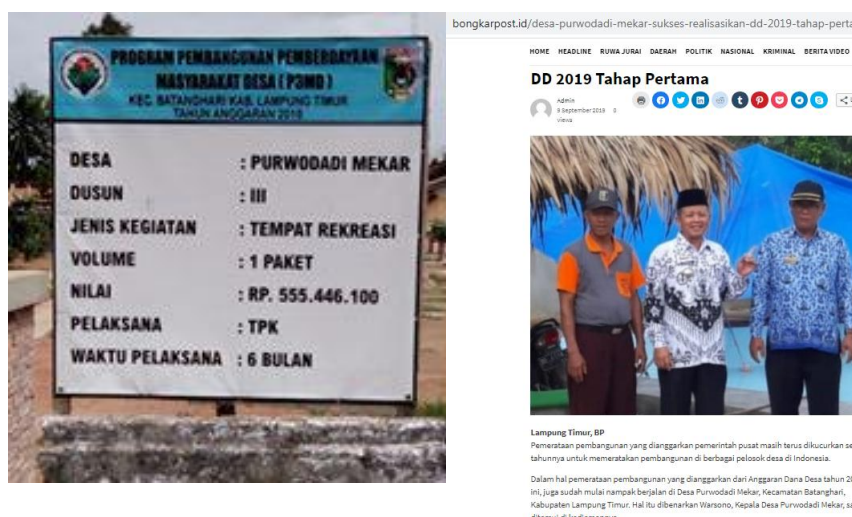 PROGRAM PEMBANGUNAN PEMBERDAYAAN
MASYARAKAT DESA ( P3MD )
KEC. BATANGHARI KAB. LAMPUNG TIMUR
TAHUN ANGGARAN 2019
DESA : PURWODADI MEKAR
DUSUN : III
JENIS KEGIATAN : TEMPAT REKREASI
VOLUME : 1 PAKET
NILAI : RP. 555.446.100
PELAKSANA : TPK
WAKTU PELAKSANA : 6 BULAN
bongkarpost.id/desa-purwodadi-mekar-sukses-realisasikan-dd-2019-tahap-perta
HOME HEADLINE RUWA JURAI DAERAH POLITIK NASIONAL KRIMINAL BERITA VIDEO
DD 2019 Tahap Pertama
Admin
9 September 2019 0
views
Lampung Timur, BP
Pemerataan pembangunan yang dianggarkan pemerintah pusat masih terus dikucurkan se
tahunnya untuk memeratakan pembangunan di berbagai pelosok desa di Indonesia.
Dalam hal pemerataan pembangunan yang dianggarkan dari Anggaran Dana Desa tahun 20
ini, juga sudah mulai nampak berjalan di Desa Purwodadi Mekar, Kecamatan Batanghari,
Kabupaten Lampung Timur. Hal itu dibenarkan Warsono, Kepala Desa Purwodadi Mekar, sa